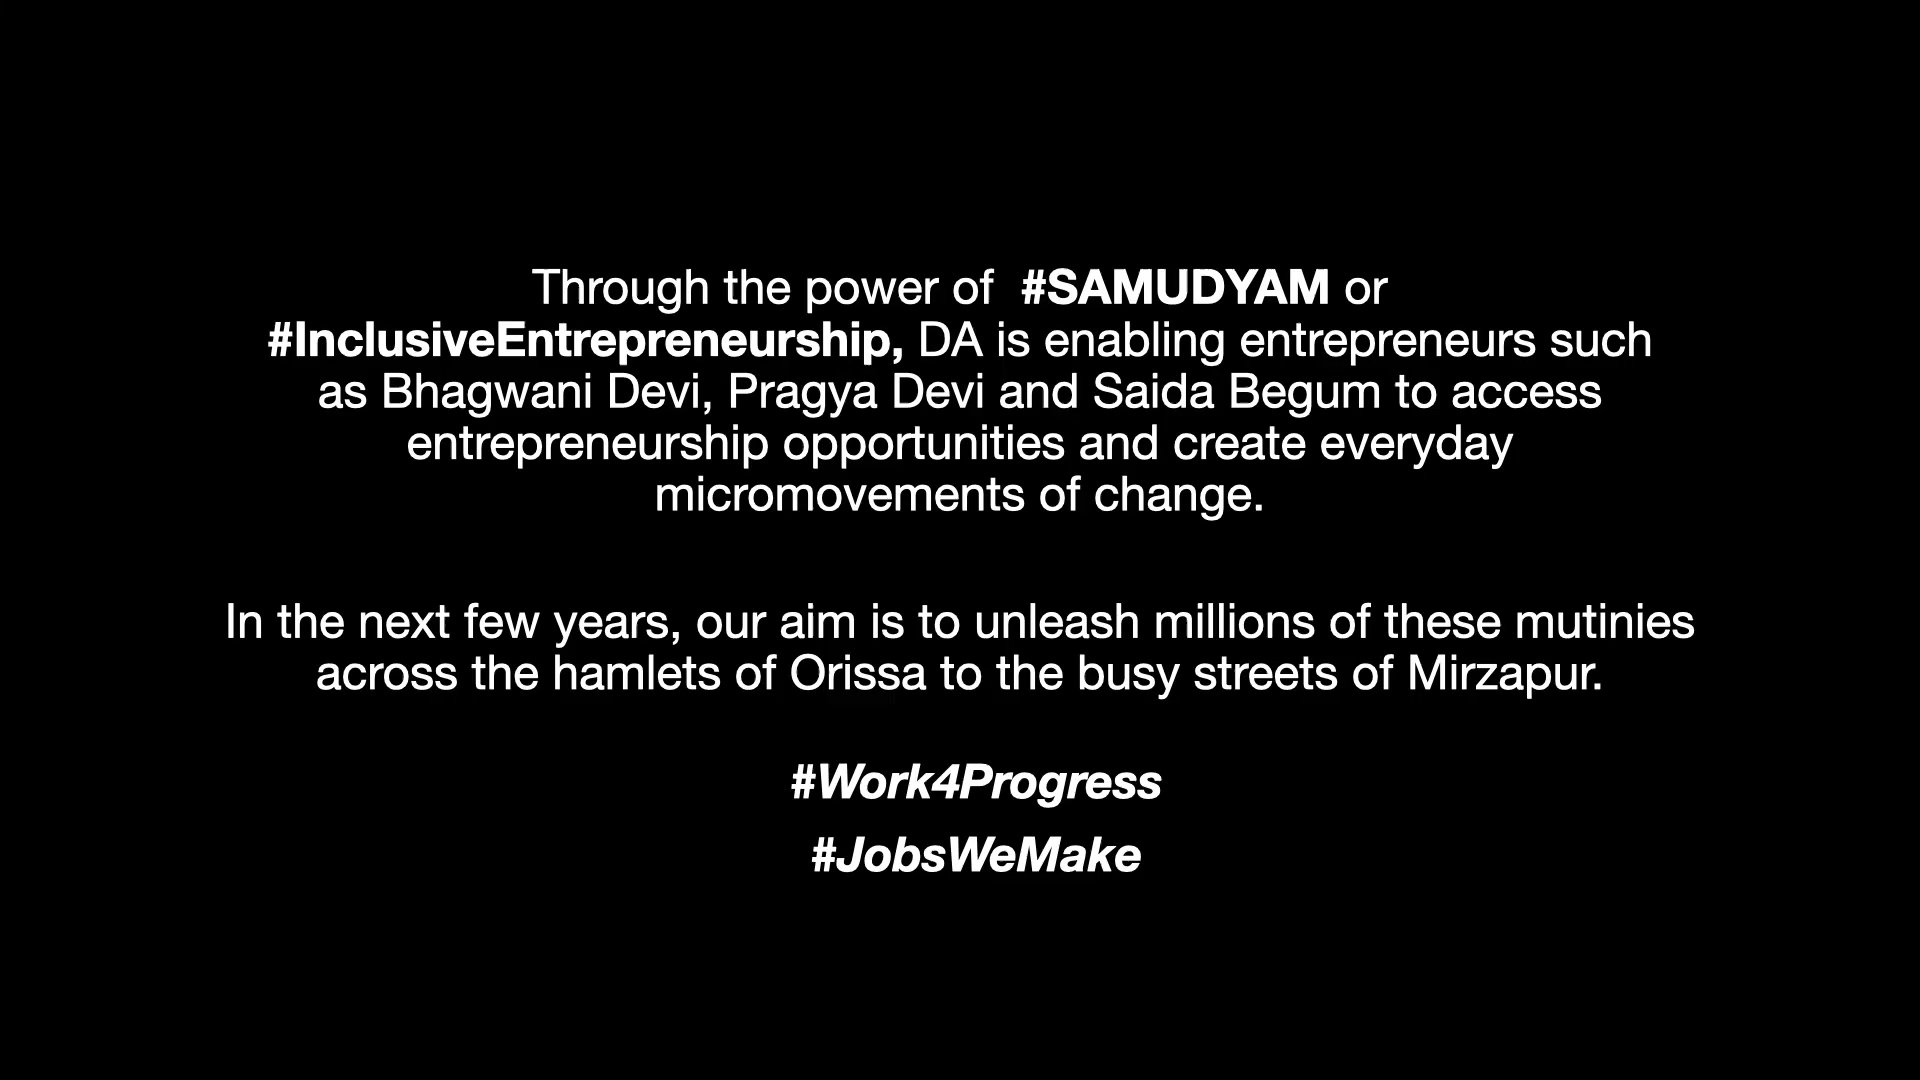 Through the power of  #SAMUDYAM or
#InclusiveEntrepreneurship, DA is enabling entrepreneurs such
as Bhagwani Devi, Pragya Devi and Saida Begum to access
entrepreneurship opportunities and create everyday
micromovements of change.
In the next few years, our aim is to unleash millions of these mutinies
across the hamlets of Orissa to the busy streets of Mirzapur.
#Work4Progress
#JobsWeMake